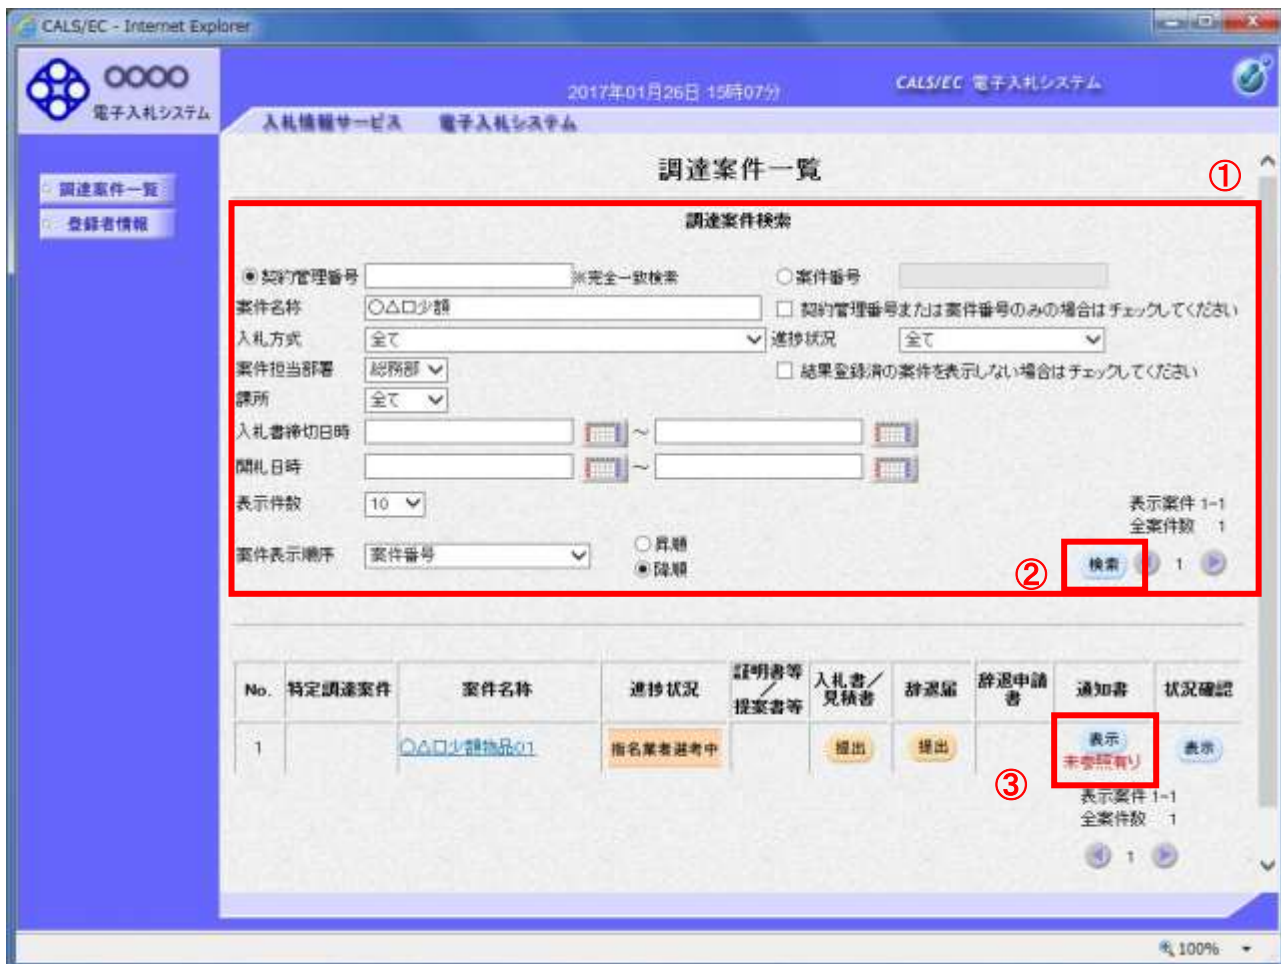 CALS/EC - Internet Explorer
○○○○
電子入札システム
2017年01月26日 15時07分
CALS/EC 電子入札システム
入札情報サービス 電子入札システム
調達案件一覧
登録者情報
調達案件一覧
①
調達案件検索
契約管理番号 ※完全一致検索 案件番号
案件名称 ○△□少額 契約管理番号または案件番号のみの場合はチェックしてください
入札方式 全て 進捗状況 全て
案件担当部署 総務部 結果登録済の案件を表示しない場合はチェックしてください
課所 全て
入札書締切日時 ～
開札日時 ～
表示件数 10
表示案件 1-1
全案件数 1
案件表示順序 案件番号 昇順
降順
② 検索 1
No. 特定調達案件 案件名称 進捗状況 証明書等／提案書等 入札書／見積書 辞退届 辞退申請書 通知書 状況確認
1 ○△□少額物品01 指名業者選考中 提出 提出 表示 表示
未参照有り
③
表示案件 1-1
全案件数 1
1
100%